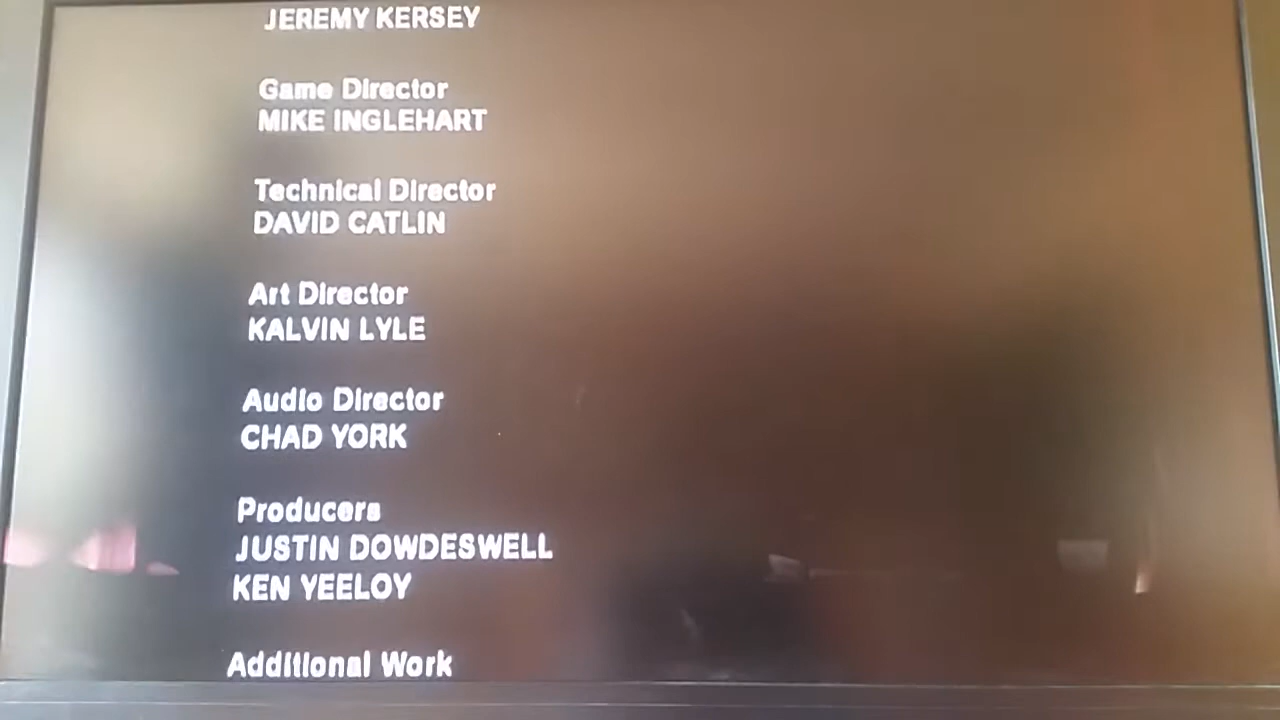 JEREMY KERSEY
Game Director
MIKE INGLEHART
Technical Director
DAVID CATLIN
Art Director
KALVIN LYLE
Audio Director
CHAD YORK
Producers
JUSTIN DOWDESWELL
KEN YEELOY
Additional Work